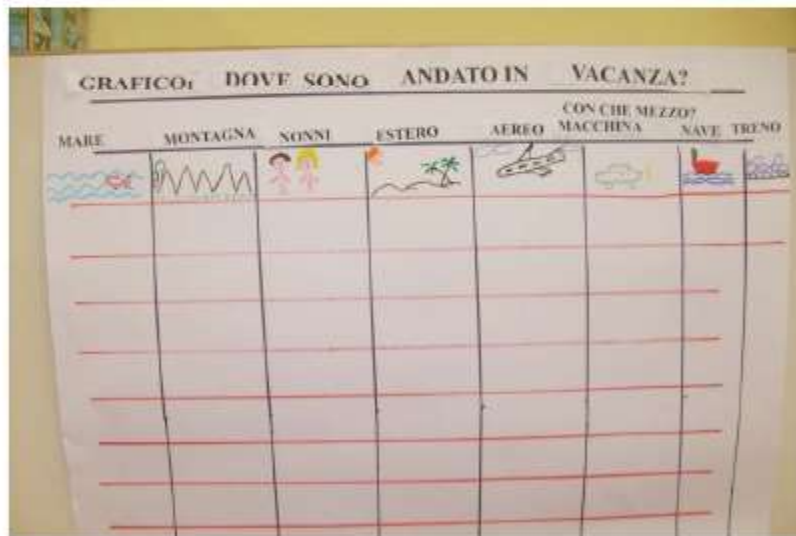 GRAFICO: DOVE SONO ANDATO IN VACANZA?
CON CHE MEZZO?
MARE MONTAGNA NONNI ESTERO AEREO MACCHINA NAVE TRENO